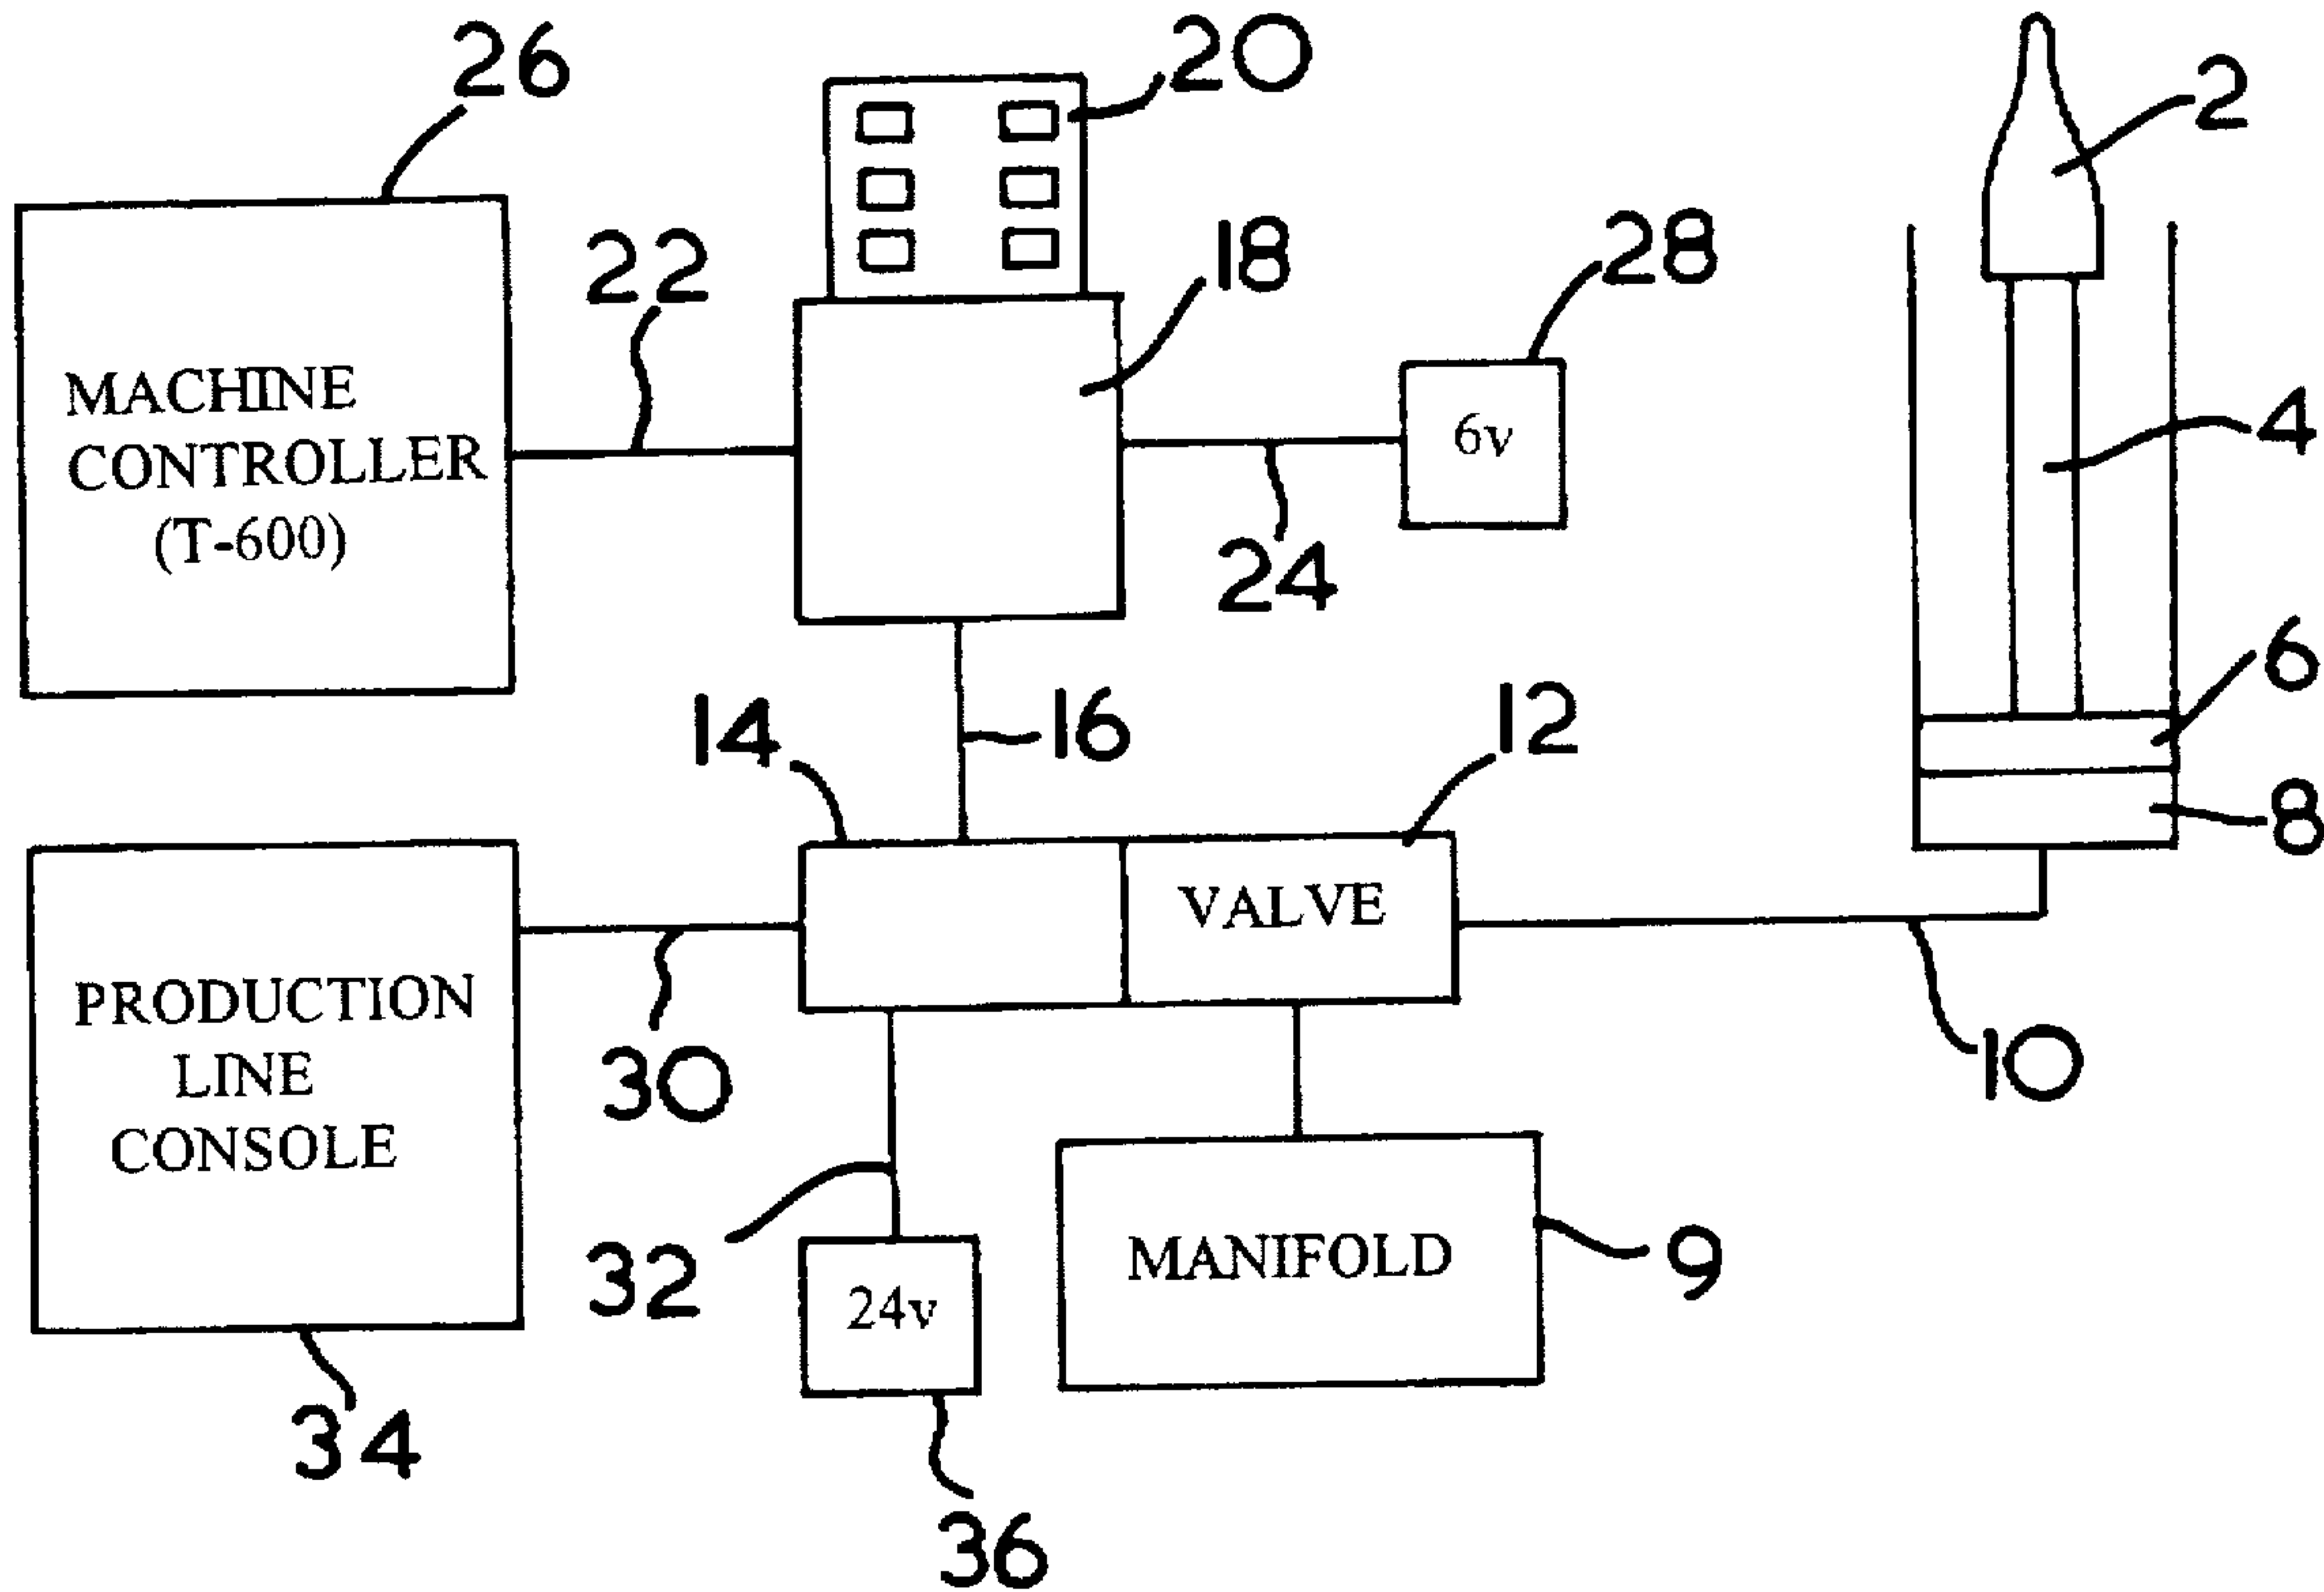 26
20
2
22
18
28
MACHINE
CONTROLLER
(T-600)
6v
4
24
6
14
16
12
8
VALVE
PRODUCTION
LINE
CONSOLE
30
10
32
24v
MANIFOLD
9
34
36